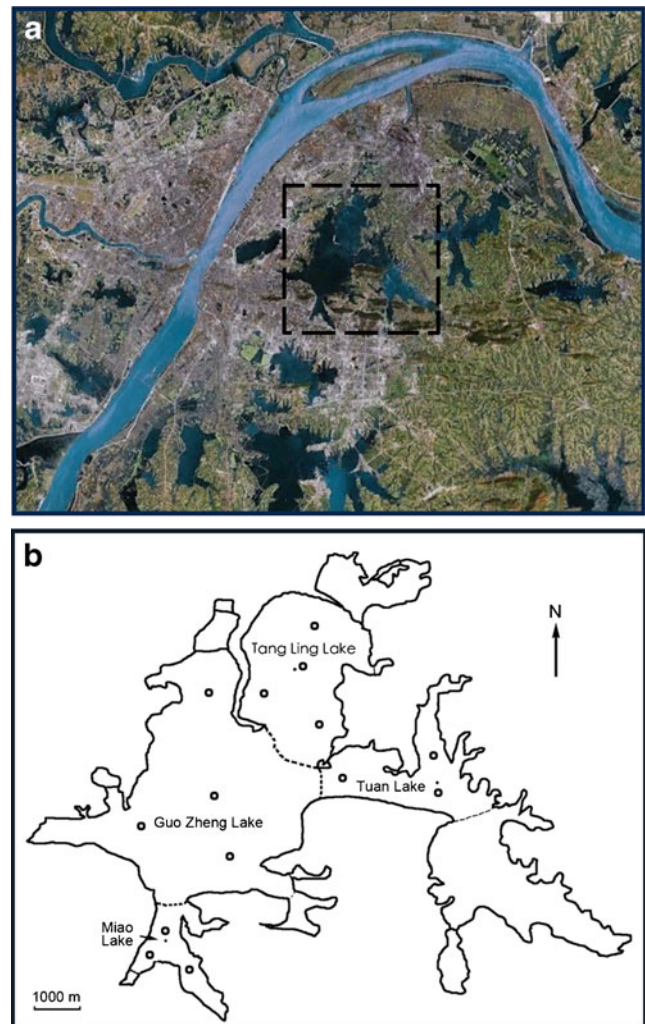 a
b
N
Tang Ling Lake
Tuan Lake
Guo Zheng Lake
Miao
Lake
1000 m